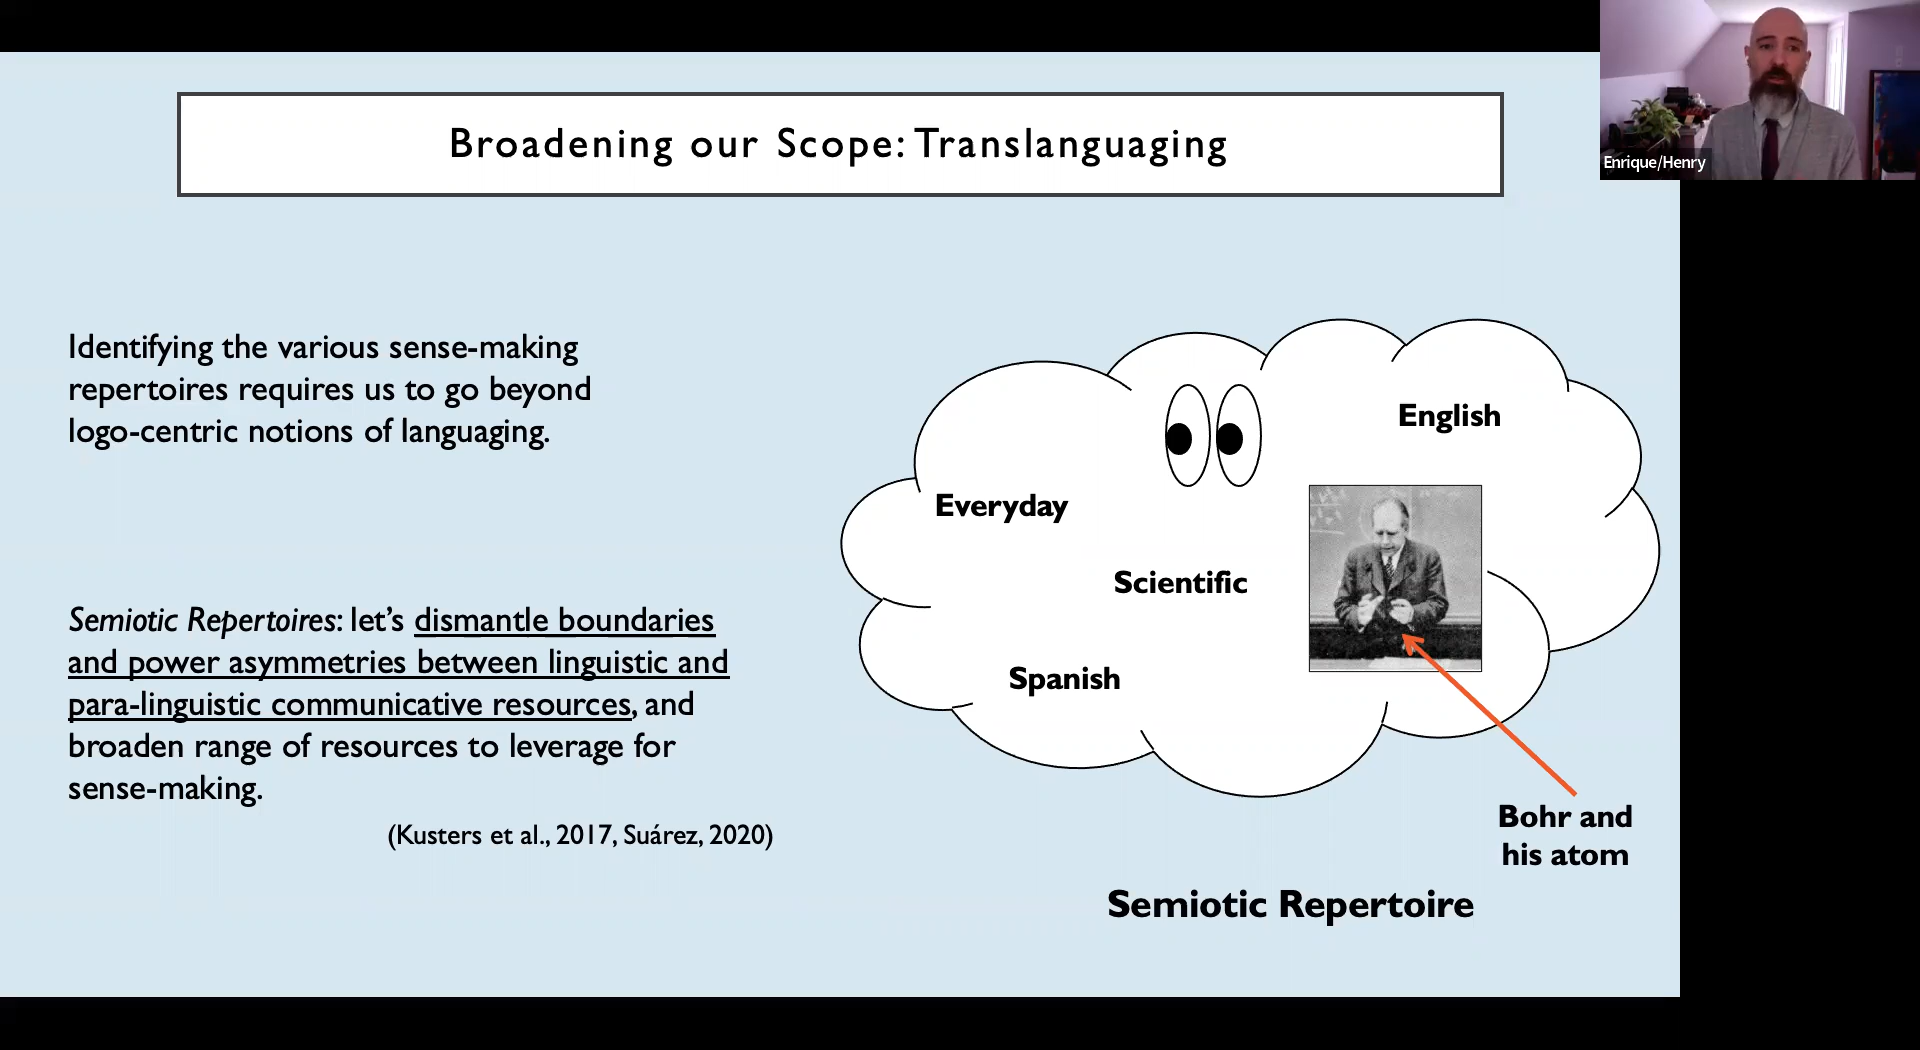 Broadening our Scope: Translanguaging
Enrique/Henry
Identifying the various sense-making
repertoires requires us to go beyond
logo-centric notions of languaging.
Semiotic Repertoires: let’s dismantle boundaries
and power asymmetries between linguistic and
para-linguistic communicative resources, and
broaden range of resources to leverage for
sense-making.
(Kusters et al., 2017, Suárez, 2020)
English
Everyday
Scientific
Spanish
Bohr and
his atom
Semiotic Repertoire